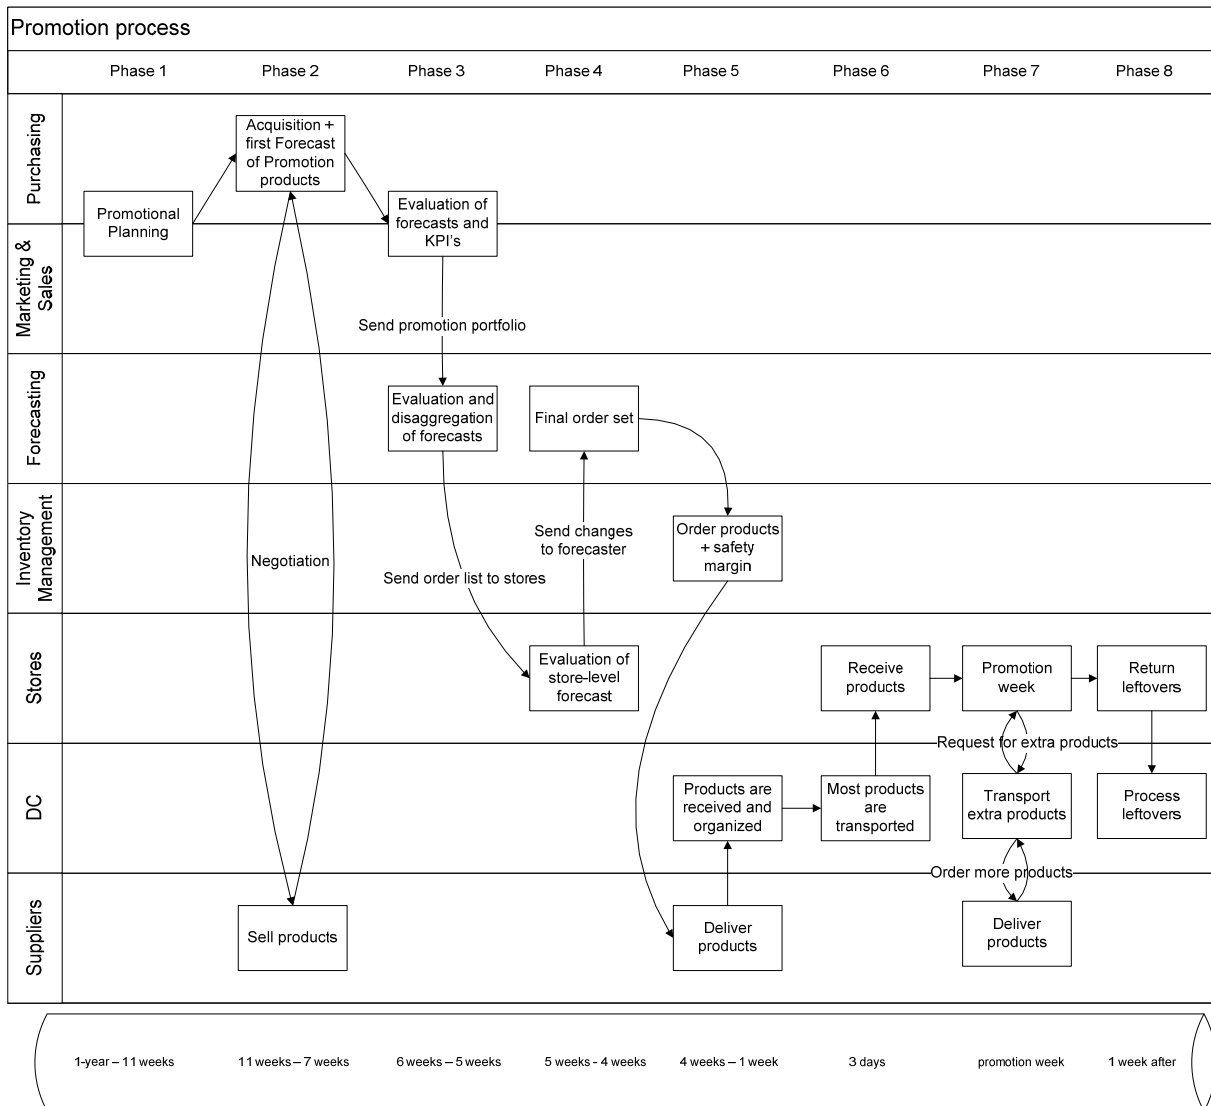 Promotion process
Phase 1
Phase 2
Phase 3
Phase 4
Phase 5
Phase 6
Phase 7
Phase 8
Purchasing
Acquisition +
first Forecast
of Promotion
products
Promotional
Planning
Evaluation of
forecasts and
KPI's
Marketing &
Sales
Send promotion portfolio
Forecasting
Evaluation and
disaggregation
of forecasts
Final order set
Inventory
Management
Negotiation
Send order list to stores
Send changes
to forecaster
Order products
+ safety
margin
Stores
Evaluation of
store-level
forecast
Receive
products
Promotion
week
Return
leftovers
Request for extra products
DC
Products are
received and
organized
Most products
are
transported
Transport
extra products
Process
leftovers
Order more products
Suppliers
Sell products
Deliver
products
Deliver
products
1-year – 11 weeks
11 weeks – 7 weeks
6 weeks – 5 weeks
5 weeks - 4 weeks
4 weeks – 1 week
3 days
promotion week
1 week after